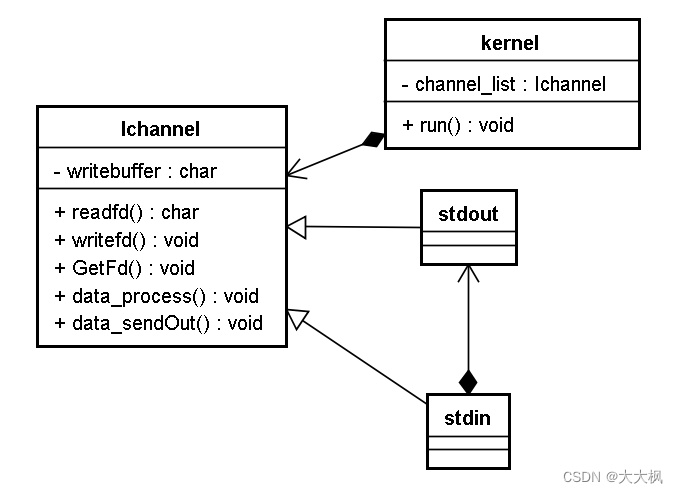 kernel
- channel_list : Ichannel
+ run() : void
Ichannel
- writebuffer : char
+ readfd() : char
+ writefd() : void
+ GetFd() : void
+ data_process() : void
+ data_sendOut() : void
stdout
stdin
CSDN @大大枫